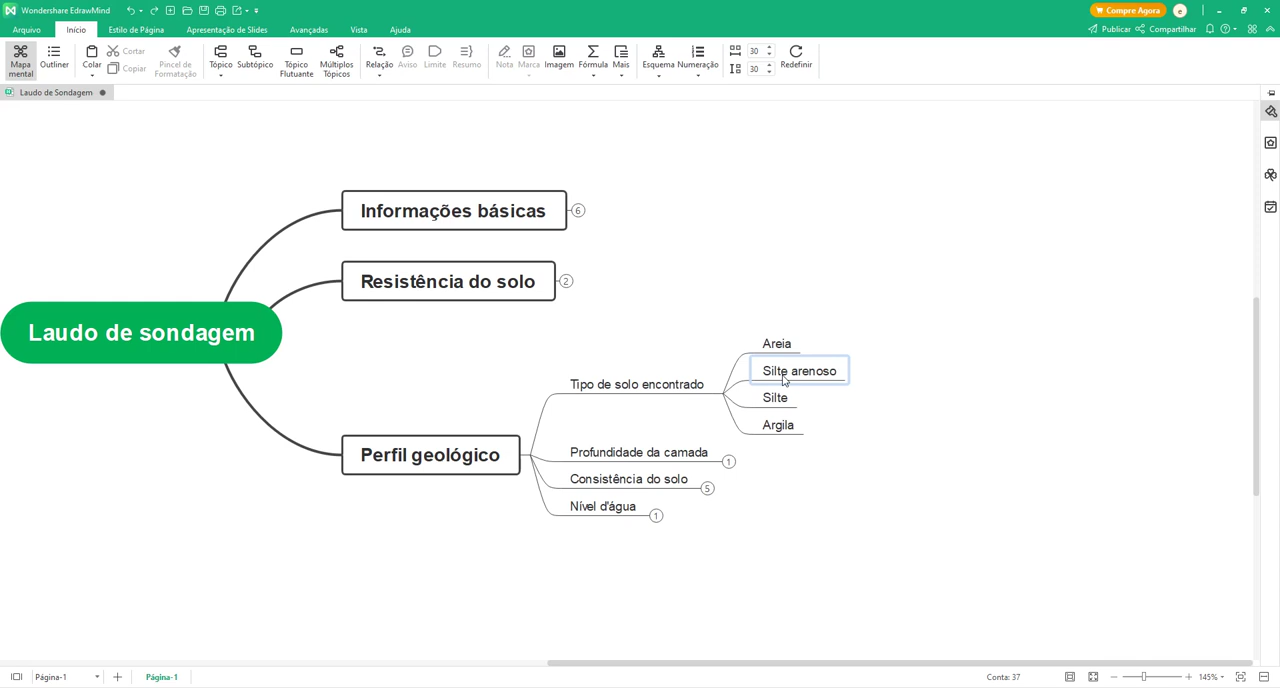 Wondershare EdrawMind
Compre Agora
e
Arquivo Início Estilo de Página Apresentação de Slides Avançadas Vista Ajuda
Publicar Compartilhar
Mapa mental
Outliner
Colar
Cortar
Copiar
Pincel de Formatação
Tópico
Subtópico
Tópico Flutuante
Múltiplos Tópicos
Relação
Aviso
Limite
Resumo
Nota
Marca
Imagem
Fórmula
Mais
Esquema
Numeração
30
30
Redefinir
Laudo de Sondagem
Informações básicas 6
Resistência do solo 2
Laudo de sondagem
Perfil geológico
Tipo de solo encontrado
Areia
Silte arenoso
Silte
Argila
Profundidade da camada 1
Consistência do solo 5
Nível d'água 1
Página-1
Página-1
Conta: 37
145%